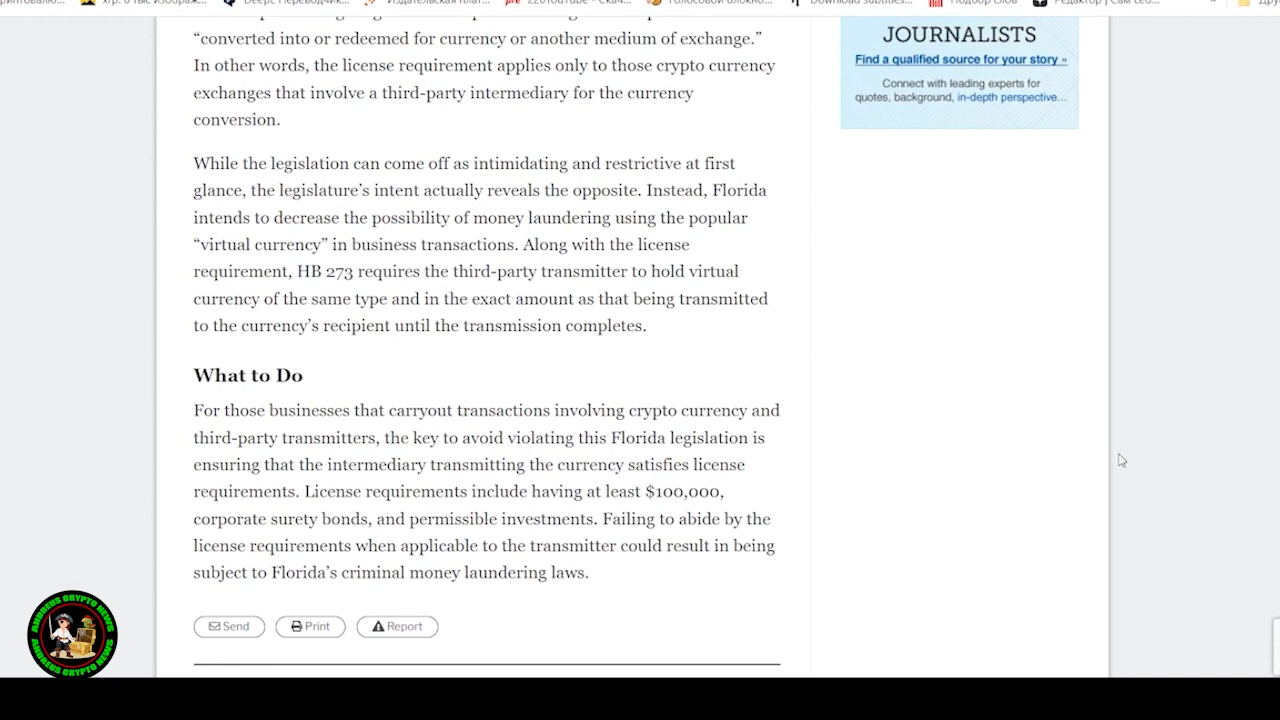 “converted into or redeemed for currency or another medium of exchange.”
In other words, the license requirement applies only to those crypto currency
exchanges that involve a third-party intermediary for the currency
conversion.
While the legislation can come off as intimidating and restrictive at first
glance, the legislature’s intent actually reveals the opposite. Instead, Florida
intends to decrease the possibility of money laundering using the popular
“virtual currency” in business transactions. Along with the license
requirement, HB 273 requires the third-party transmitter to hold virtual
currency of the same type and in the exact amount as that being transmitted
to the currency’s recipient until the transmission completes.
What to Do
For those businesses that carryout transactions involving crypto currency and
third-party transmitters, the key to avoid violating this Florida legislation is
ensuring that the intermediary transmitting the currency satisfies license
requirements. License requirements include having at least $100,000,
corporate surety bonds, and permissible investments. Failing to abide by the
license requirements when applicable to the transmitter could result in being
subject to Florida’s criminal money laundering laws.
Send Print Report
JOURNALISTS
Find a qualified source for your story »
Connect with leading experts for
quotes, background, in-depth perspective…
ANDREUS CRYPTO NEWS
ANDREUS CRYPTO NEWS